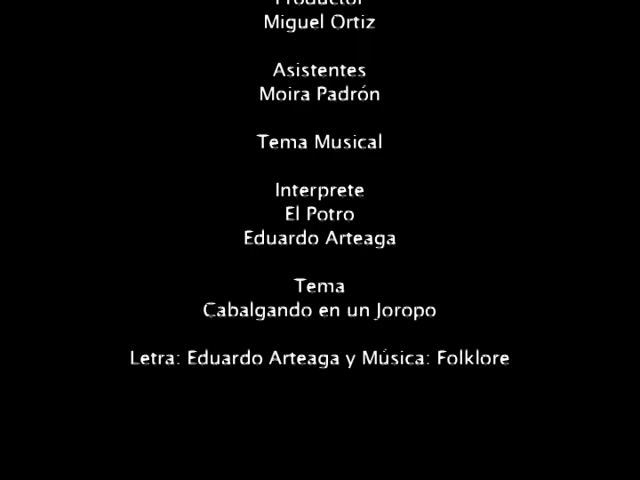 Productor
Miguel Ortiz
Asistentes
Moira Padrón
Tema Musical
Interprete
El Potro
Eduardo Arteaga
Tema
Cabalgando en un Joropo
Letra: Eduardo Arteaga y Música: Folklore